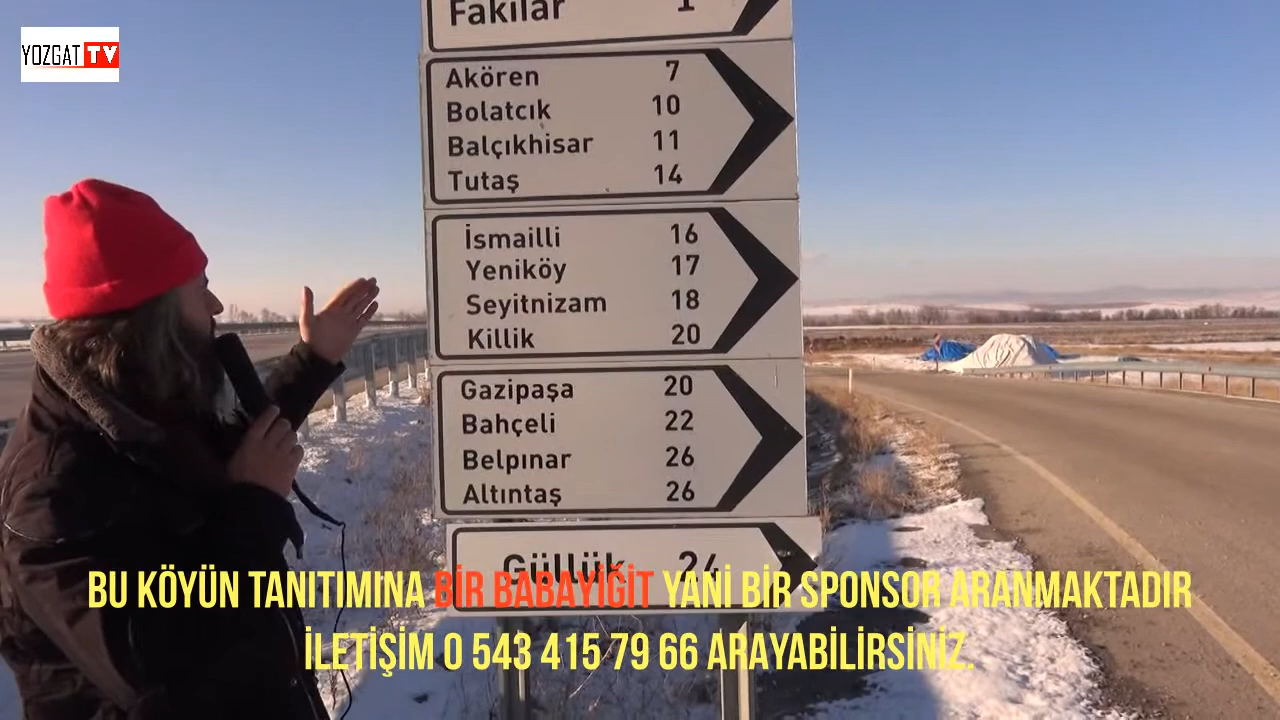 YOZGAT TV
Fakılar 1
Akören 7
Bolatcık 10
Balçıkhisar 11
Tutaş 14
İsmailli 16
Yeniköy 17
Seyitnizam 18
Killik 20
Gazipaşa 20
Bahçeli 22
Belpınar 26
Altıntaş 26
Güllük 24
BU KÖYÜN TANITIMINA BİR BABAYİĞİT YANİ BİR SPONSOR ARANMAKTADIR
İLETİŞİM 0 543 415 79 66 ARAYABİLİRSİNİZ.